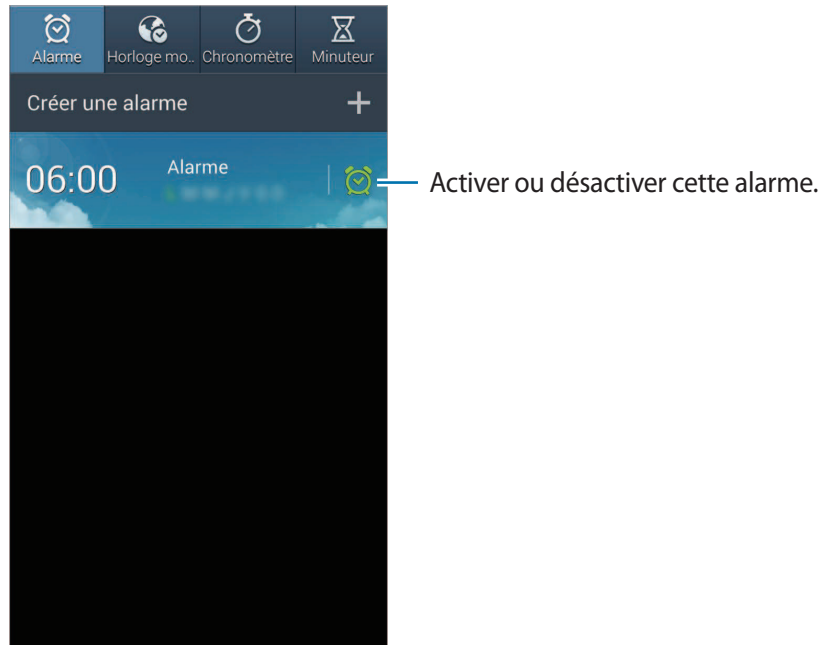 Alarme Horloge mo.. Chronomètre Minuteur
Créer une alarme
06:00 Alarme
Activer ou désactiver cette alarme.